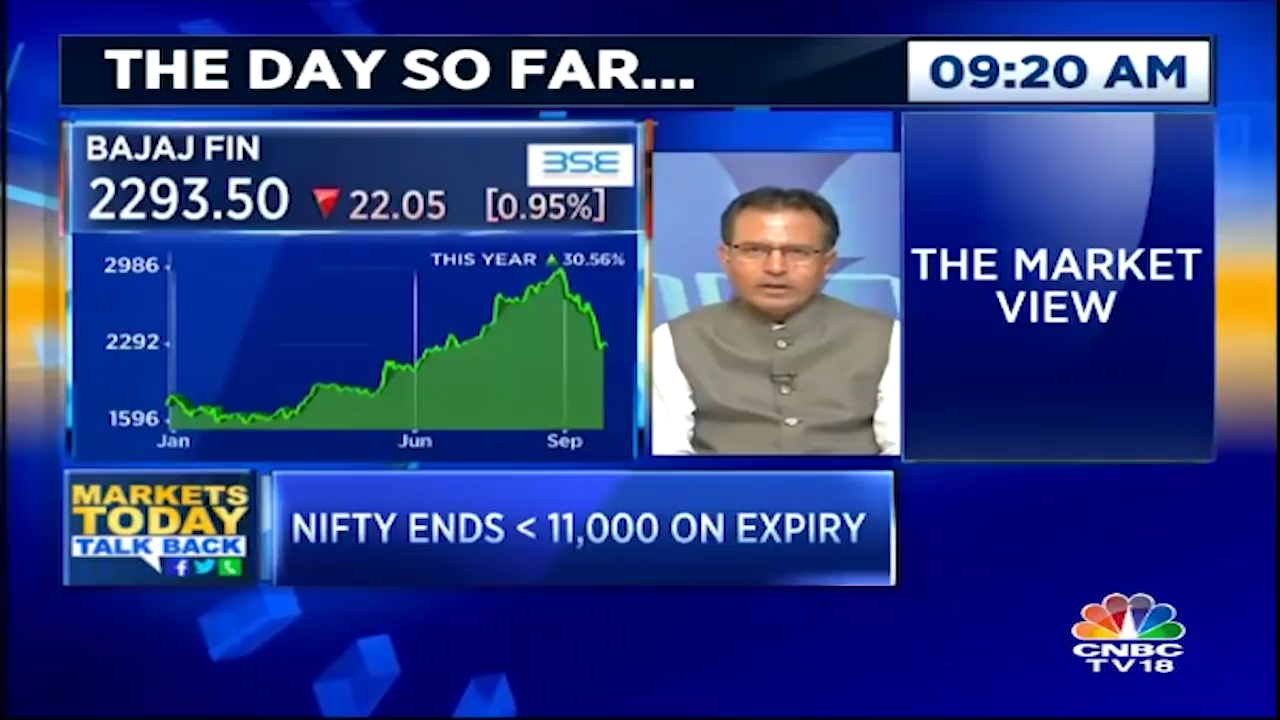 THE DAY SO FAR...
09:20 AM
BAJAJ FIN
BSE
2293.50 ▼ 22.05 [0.95%]
THIS YEAR ▲ 30.56%
2986
2292
1596
Jan Jun Sep
THE MARKET
VIEW
MARKETS
TODAY
TALK BACK
NIFTY ENDS < 11,000 ON EXPIRY
CNBC
TV18